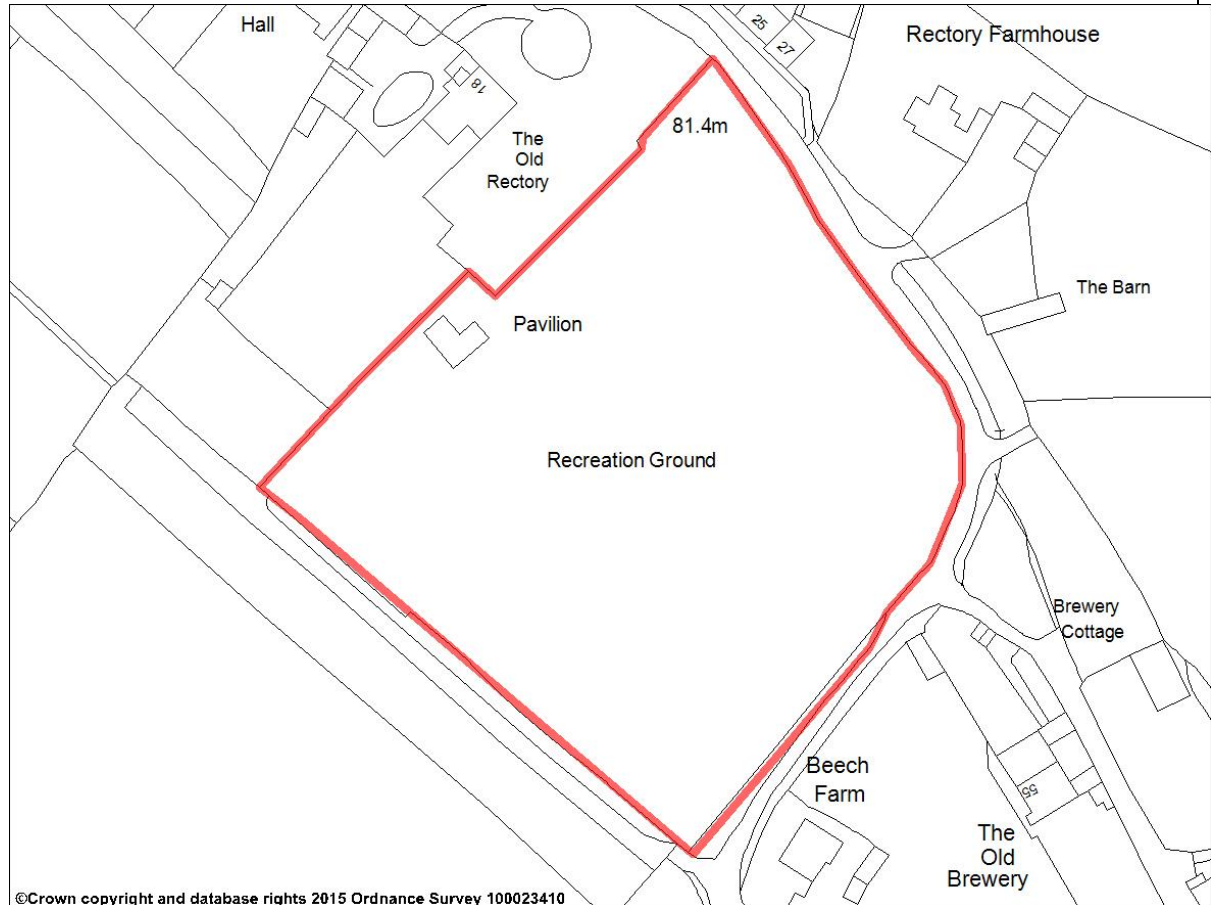 Hall
25
27
Rectory Farmhouse
18
81.4m
The
Old
Rectory
The Barn
Pavilion
Recreation Ground
Brewery
Cottage
Beech
Farm
55
The
Old
Brewery
©Crown copyright and database rights 2015 Ordnance Survey 100023410